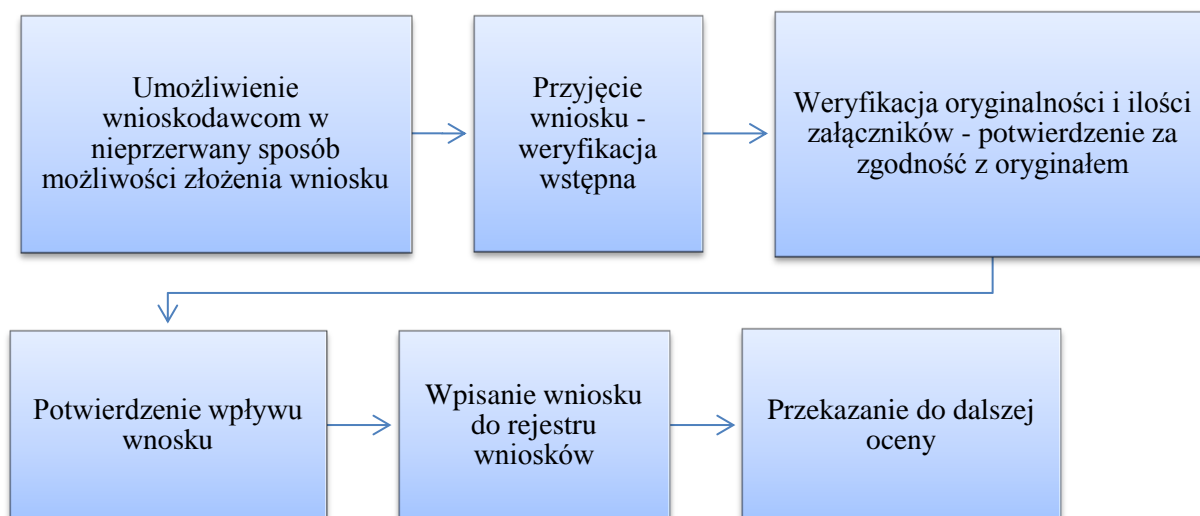 Umożliwienie
wnioskodawcom w
nieprzerwany sposób
możliwości złożenia wniosku
Przyjęcie
wniosku -
weryfikacja
wstępna
Weryfikacja oryginalności i ilości
załączników - potwierdzenie za
zgodność z oryginałem
Potwierdzenie wpływu
wnosku
Wpisanie wniosku
do rejestru
wniosków
Przekazanie do dalszej
oceny